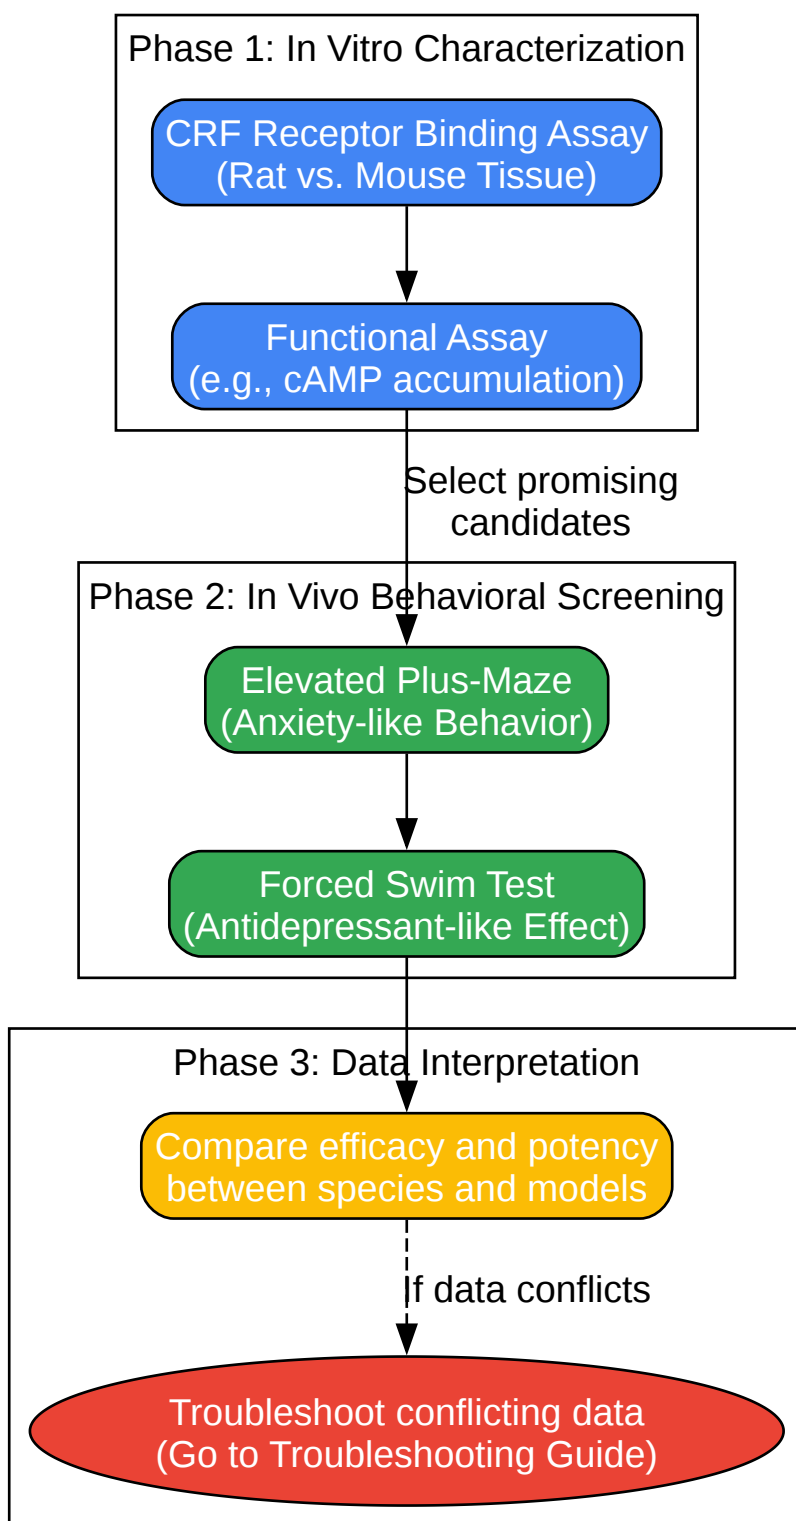 Phase 1: In Vitro Characterization
CRF Receptor Binding Assay
(Rat vs. Mouse Tissue)
Functional Assay
(e.g., cAMP accumulation)
Select promising
candidates
Phase 2: In Vivo Behavioral Screening
Elevated Plus-Maze
(Anxiety-like Behavior)
Forced Swim Test
(Antidepressant-like Effect)
Phase 3: Data Interpretation
Compare efficacy and potency
between species and models
If data conflicts
Troubleshoot conflicting data
(Go to Troubleshooting Guide)